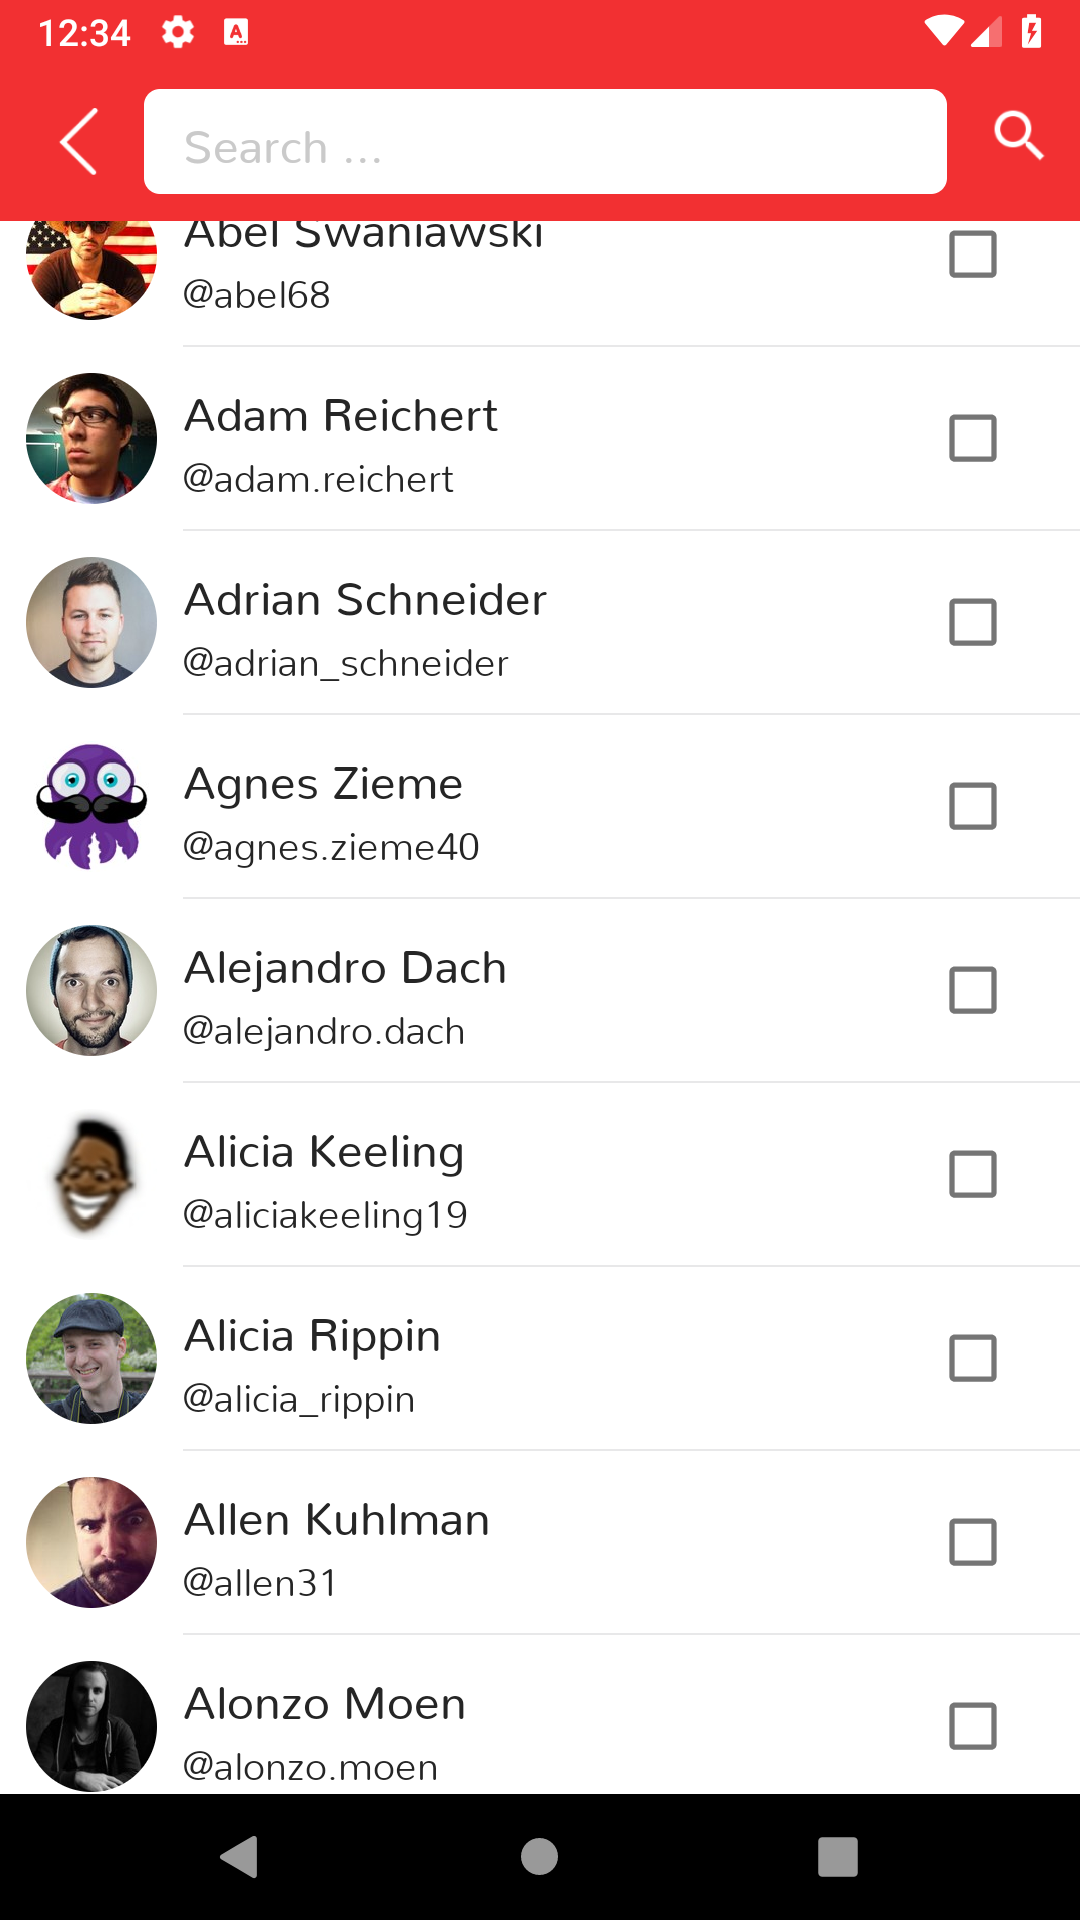 12:34
Search ...
Abel Swaniawski
@abel68
Adam Reichert
@adam.reichert
Adrian Schneider
@adrian_schneider
Agnes Zieme
@agnes.zieme40
Alejandro Dach
@alejandro.dach
Alicia Keeling
@aliciakeeling19
Alicia Rippin
@alicia_rippin
Allen Kuhlman
@allen31
Alonzo Moen
@alonzo.moen